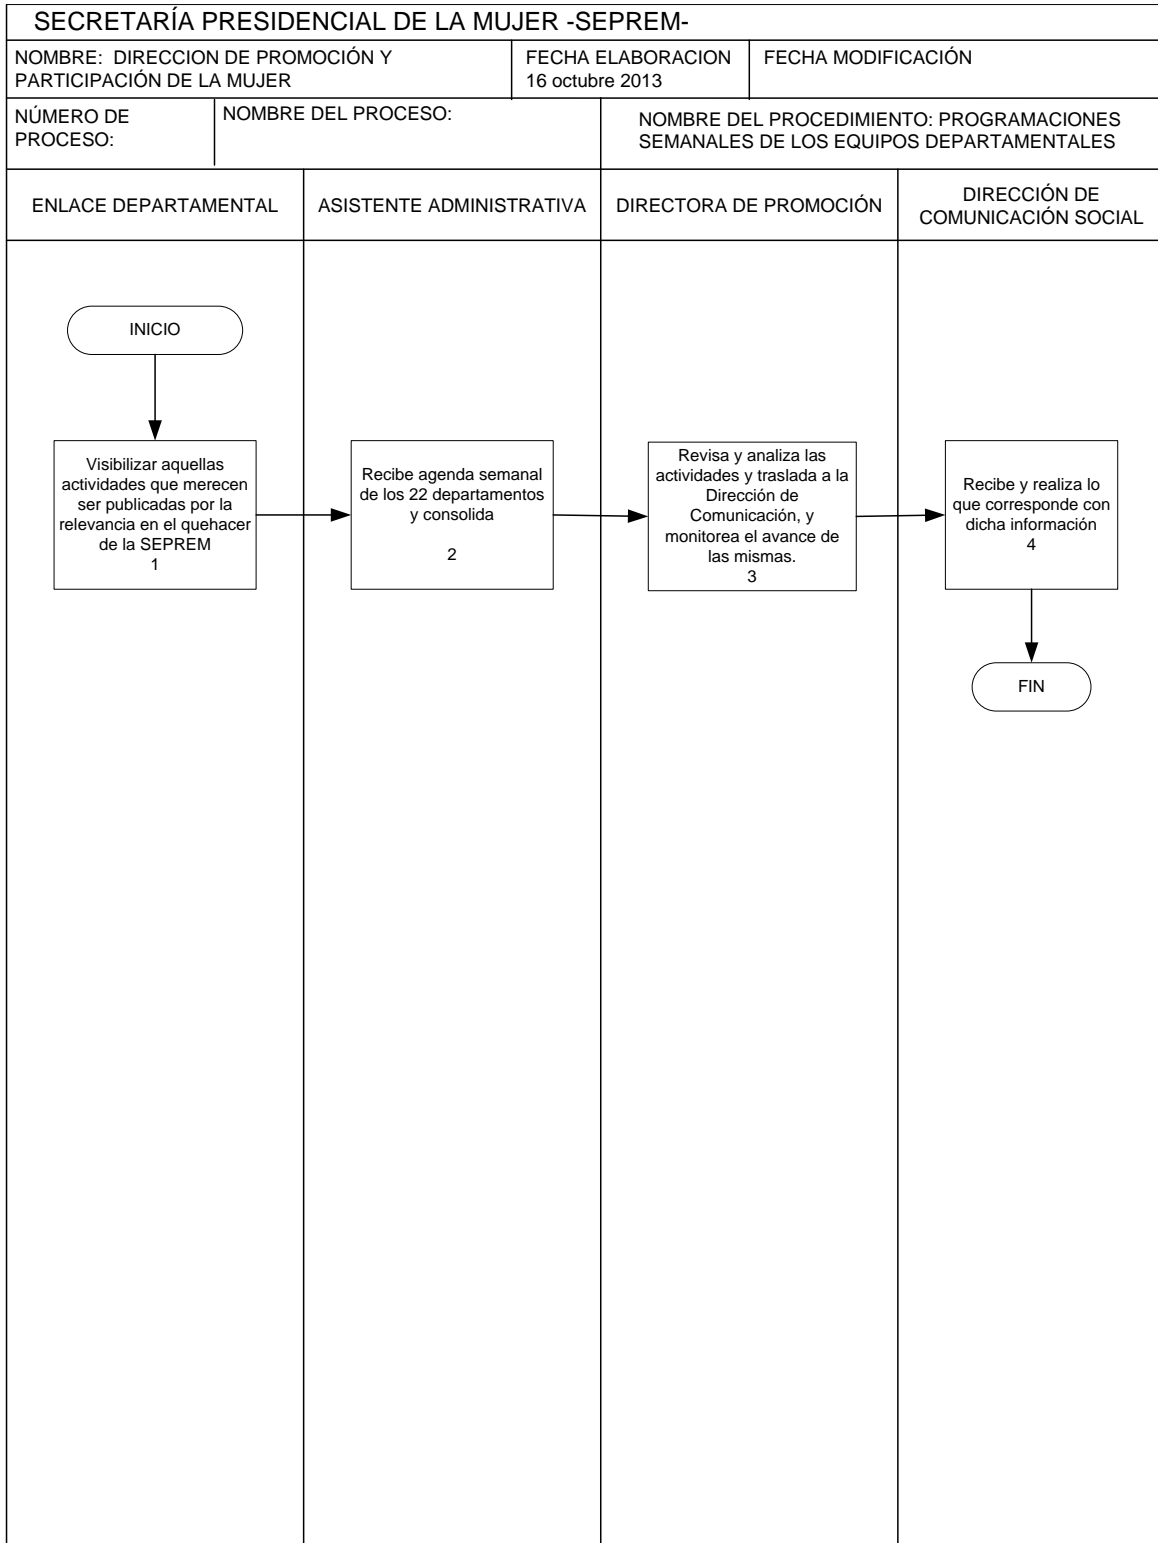 SECRETARÍA PRESIDENCIAL DE LA MUJER -SEPREM-
NOMBRE:  DIRECCION DE PROMOCIÓN Y
PARTICIPACIÓN DE LA MUJER
FECHA ELABORACION
16 octubre 2013
FECHA MODIFICACIÓN
NÚMERO DE
PROCESO:
NOMBRE DEL PROCESO:
NOMBRE DEL PROCEDIMIENTO: PROGRAMACIONES
SEMANALES DE LOS EQUIPOS DEPARTAMENTALES
ENLACE DEPARTAMENTAL
ASISTENTE ADMINISTRATIVA
DIRECTORA DE PROMOCIÓN
DIRECCIÓN DE
COMUNICACIÓN SOCIAL
INICIO
Visibilizar aquellas
actividades que merecen
ser publicadas por la
relevancia en el quehacer
de la SEPREM
1
Recibe agenda semanal
de los 22 departamentos
y consolida
2
Revisa y analiza las
actividades y traslada a la
Dirección de
Comunicación, y
monitorea el avance de
las mismas.
3
Recibe y realiza lo
que corresponde con
dicha información
4
FIN